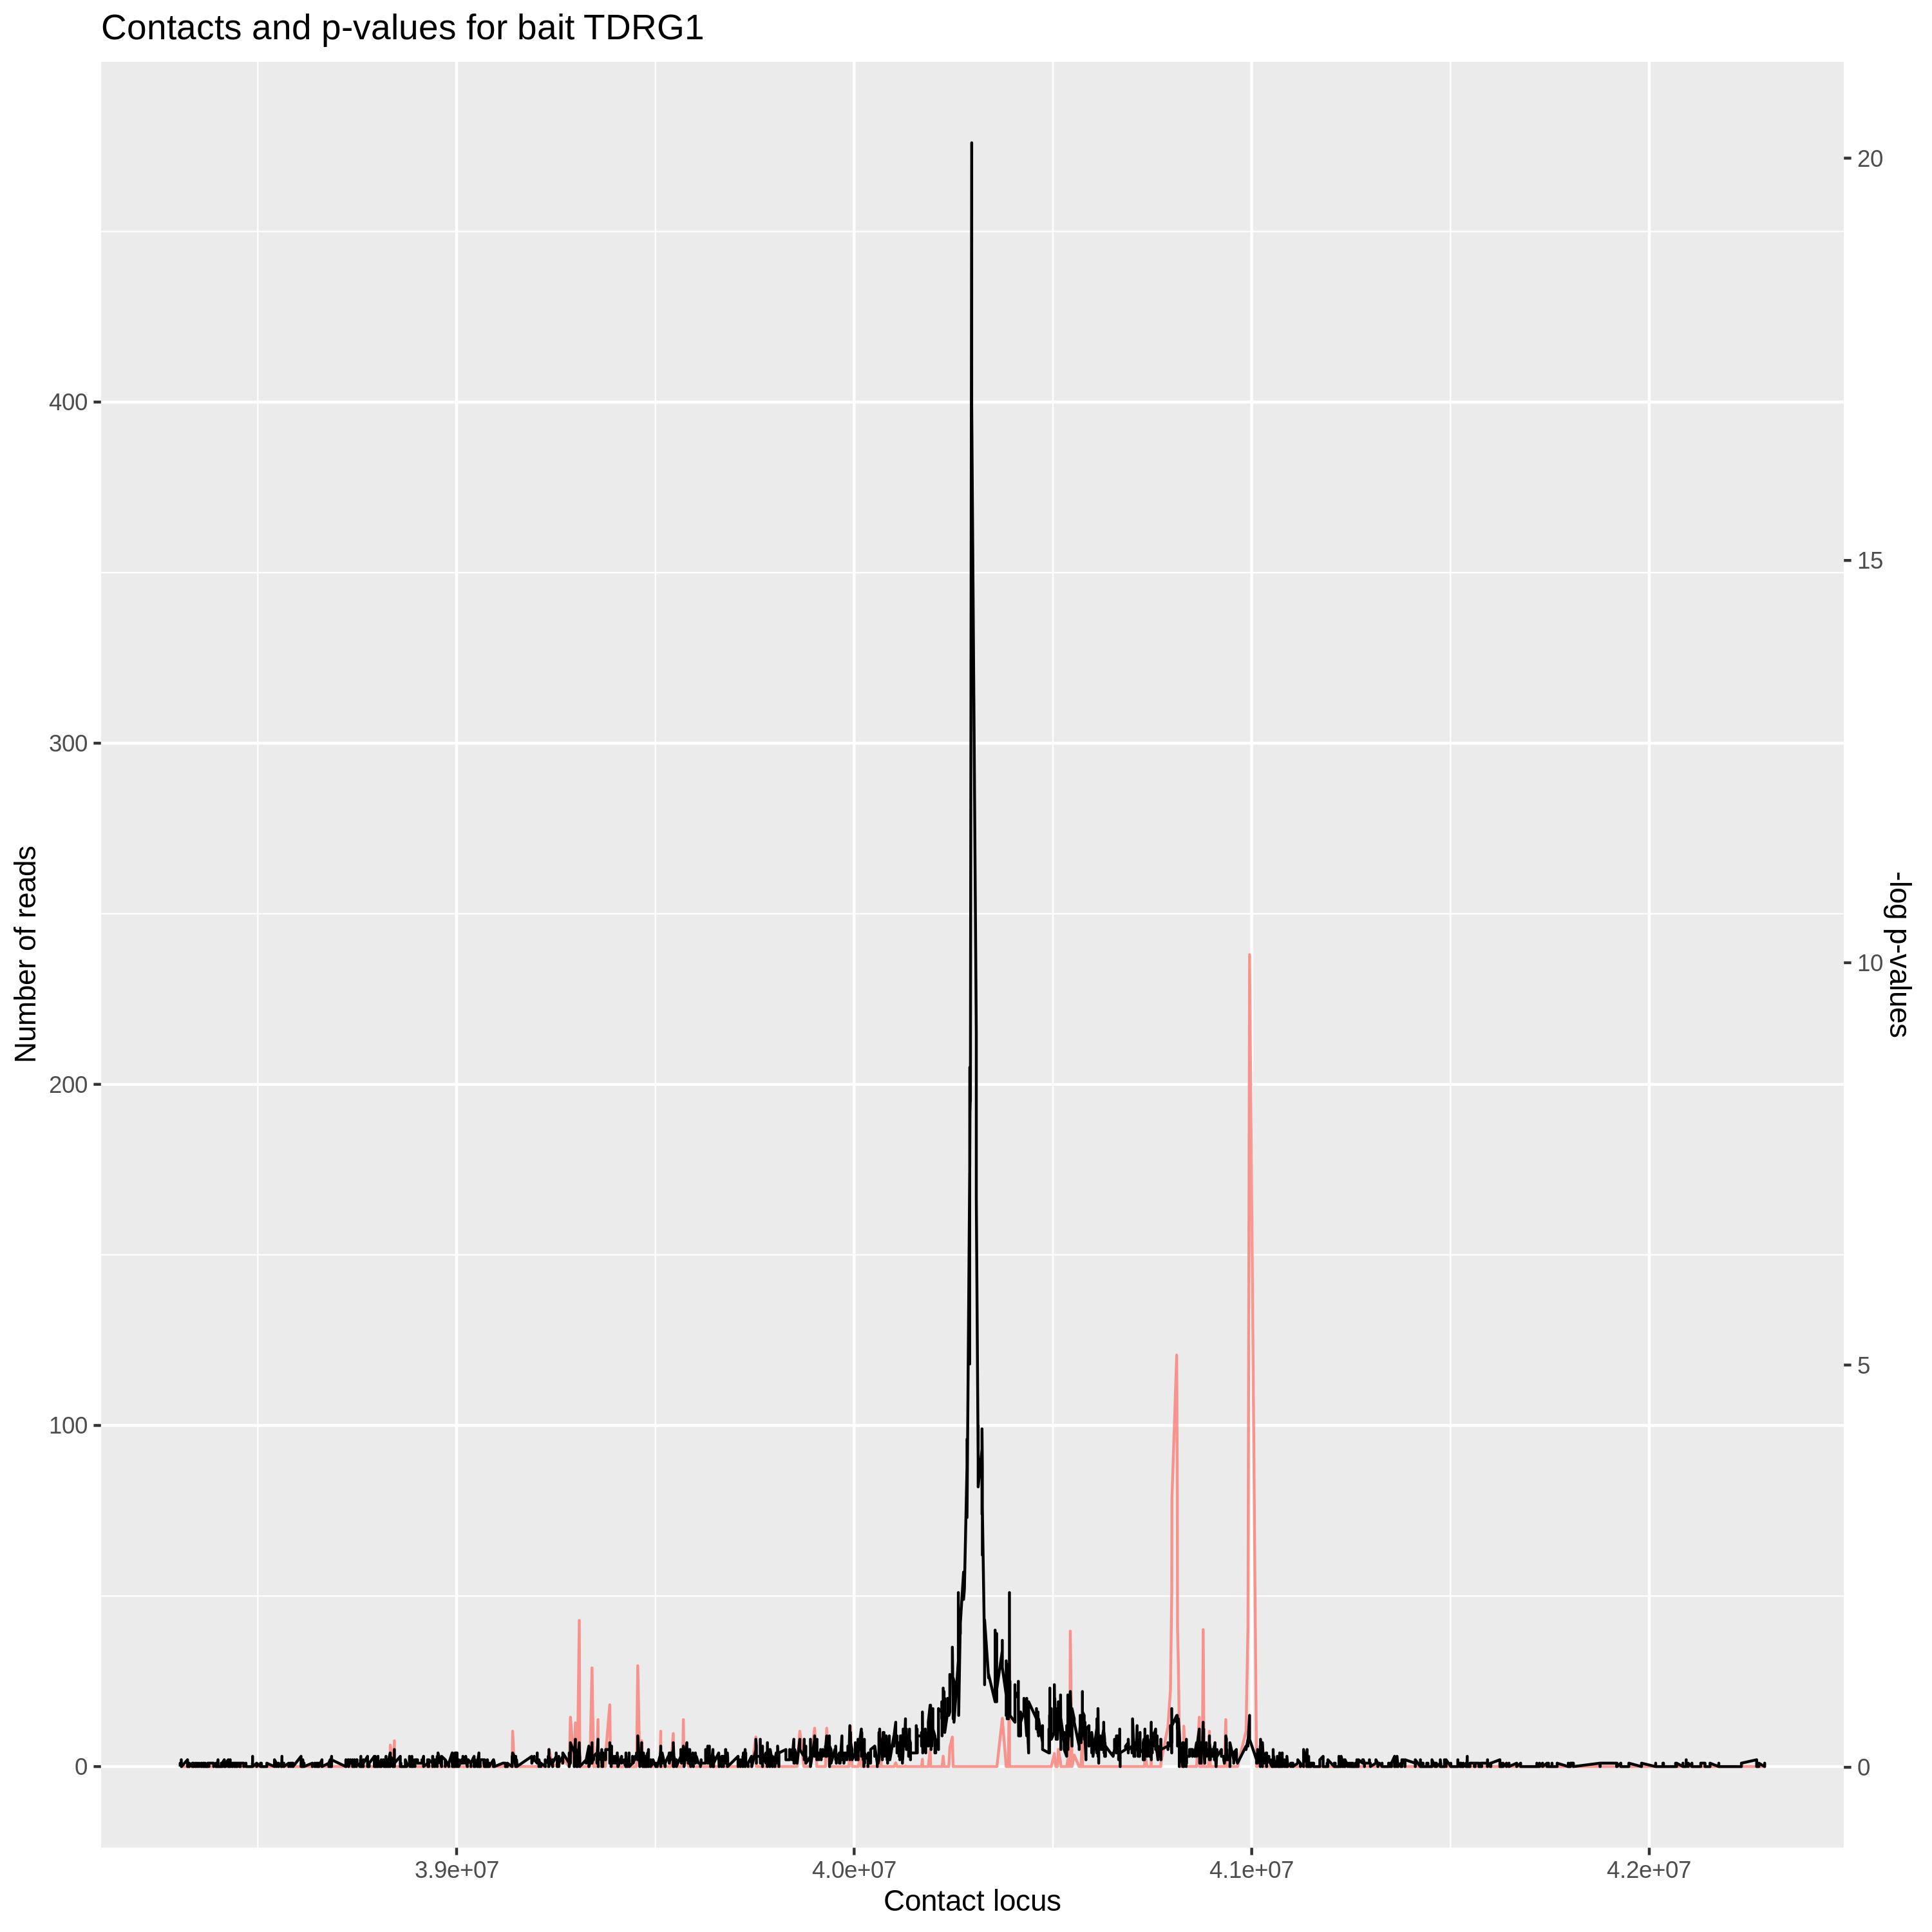 Contacts and p-values for bait TDRG1
Number of reads
400
300
200
100
0
20
15
10
5
0
-log p-values
3.9e+07
4.0e+07
4.1e+07
4.2e+07
Contact locus